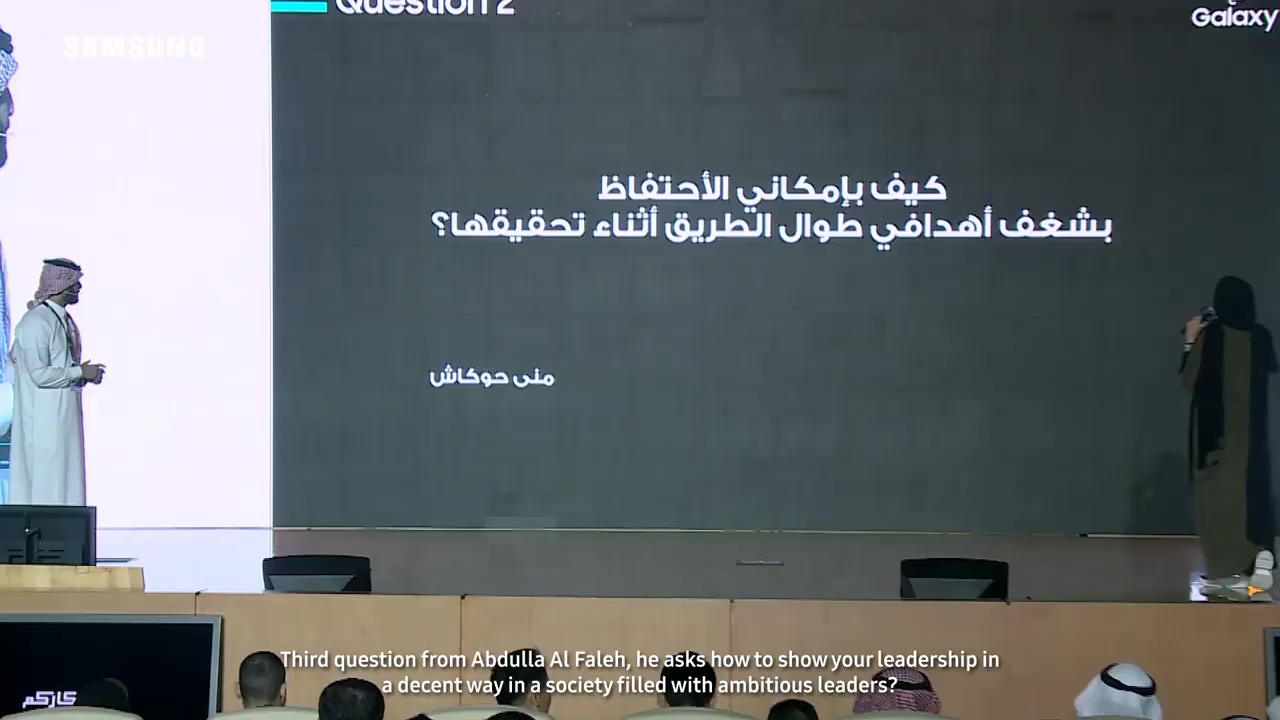 Question 2
Galaxy
SAMSUNG
كيف بإمكاني الأحتفاظ
بشغف أهدافي طوال الطريق أثناء تحقيقها؟
منى حوكاش
كاركم
Third question from Abdulla Al Faleh, he asks how to show your leadership in
a decent way in a society filled with ambitious leaders?